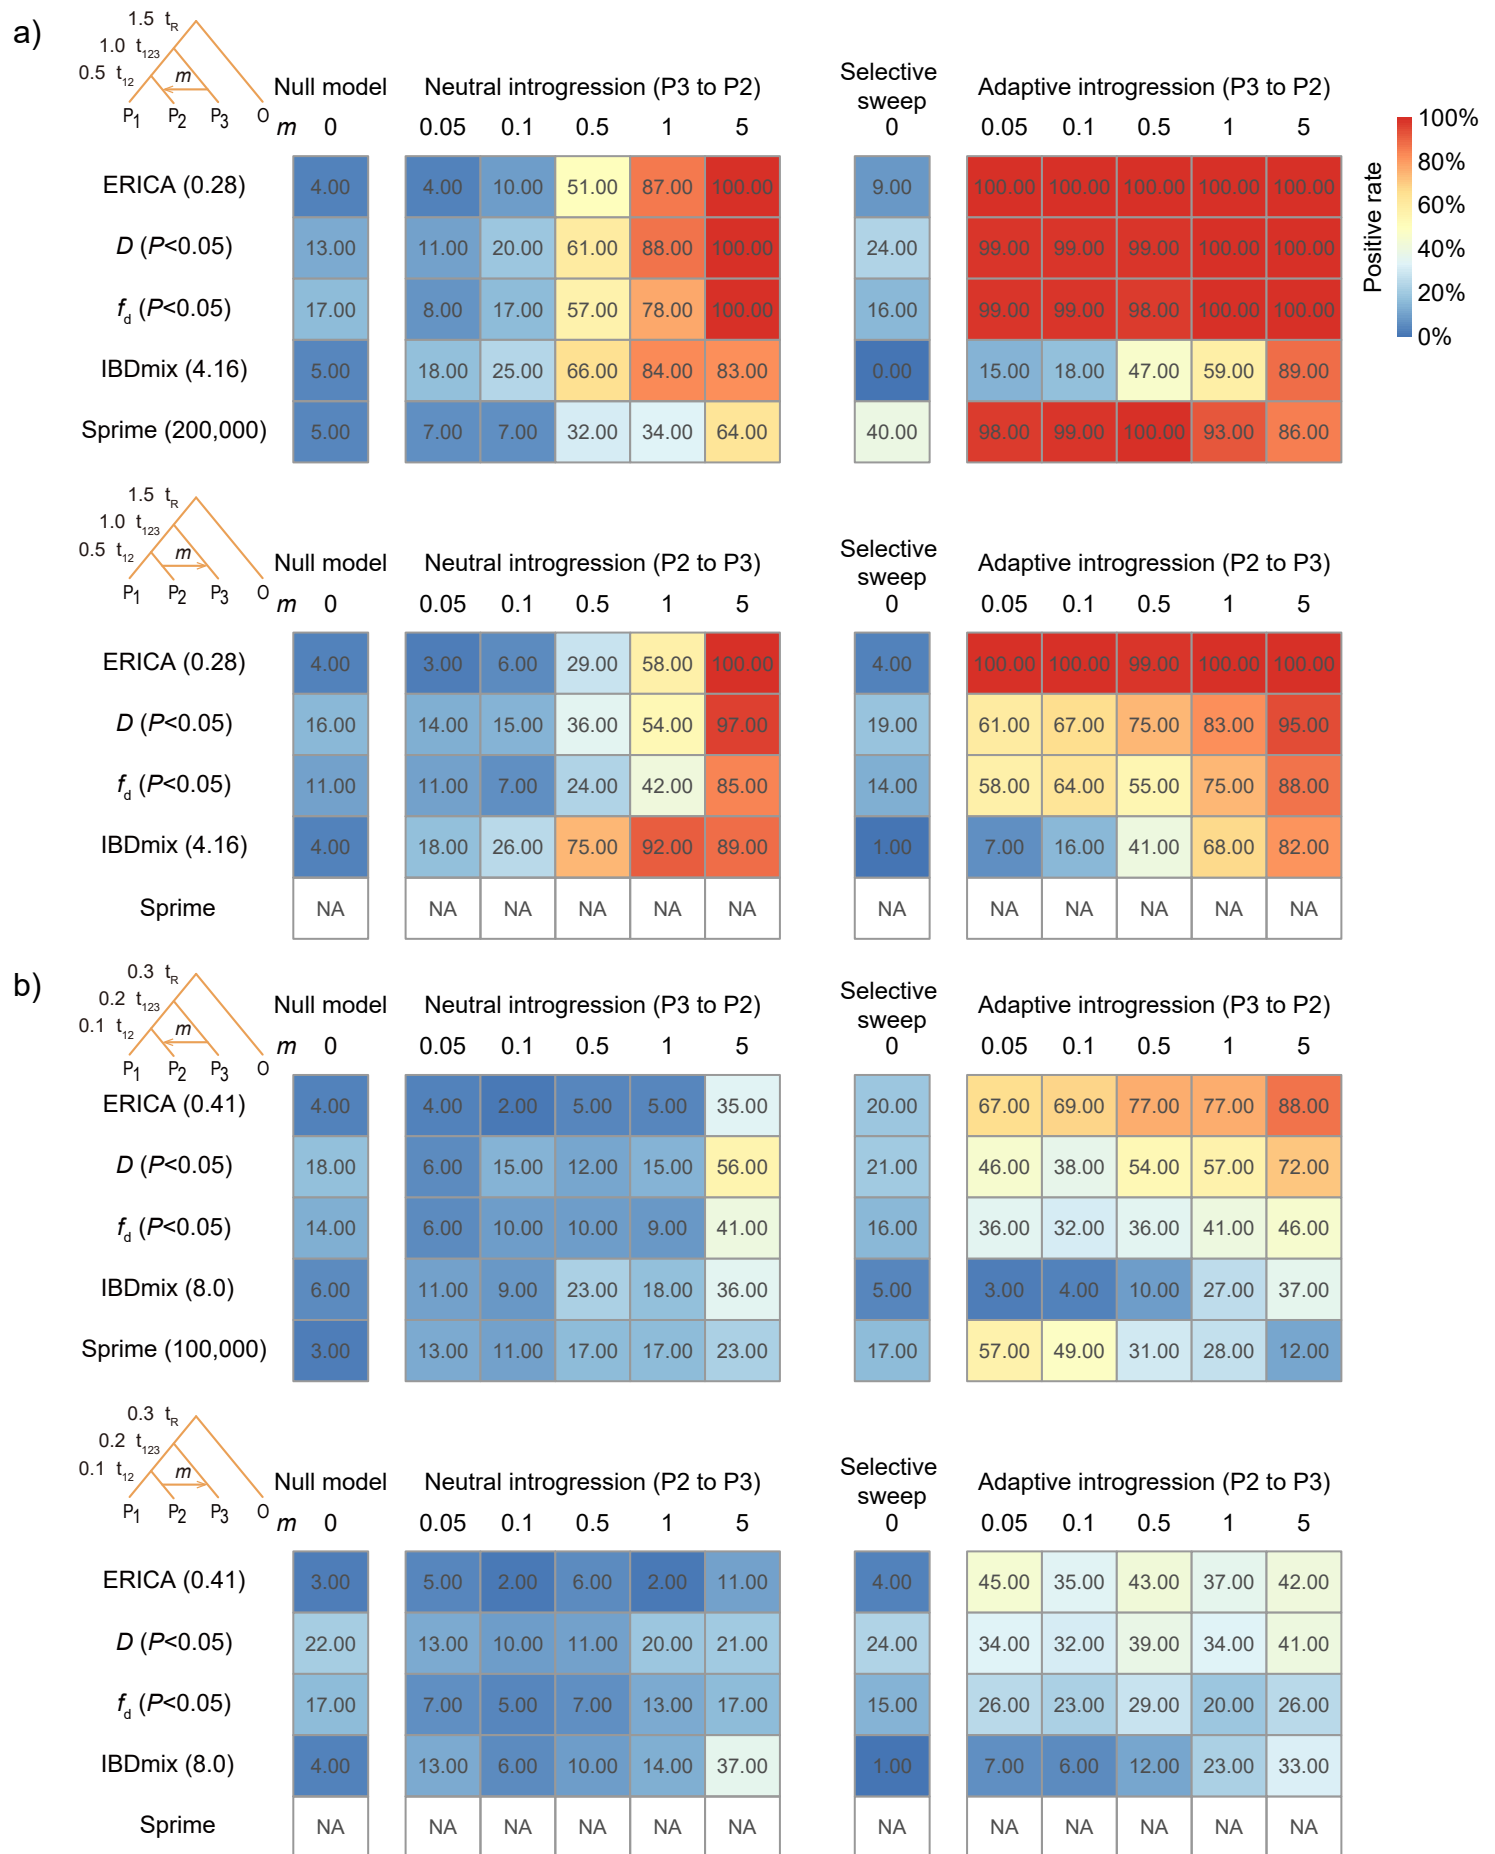 a)
1.5 tR
1.0 t123
0.5 t12
m
P1 P2 P3 O
Null model Neutral introgression (P3 to P2) Selective sweep Adaptive introgression (P3 to P2)
m 0 0.05 0.1 0.5 1 5 0 0.05 0.1 0.5 1 5
ERICA (0.28) 4.00 4.00 10.00 51.00 87.00 100.00 9.00 100.00 100.00 100.00 100.00 100.00
D (P<0.05) 13.00 11.00 20.00 61.00 88.00 100.00 24.00 99.00 99.00 99.00 100.00 100.00
fd (P<0.05) 17.00 8.00 17.00 57.00 78.00 100.00 16.00 99.00 99.00 98.00 100.00 100.00
IBDmix (4.16) 5.00 18.00 25.00 66.00 84.00 83.00 0.00 15.00 18.00 47.00 59.00 89.00
Sprime (200,000) 5.00 7.00 7.00 32.00 34.00 64.00 40.00 98.00 99.00 100.00 93.00 86.00
Positive rate
100%
80%
60%
40%
20%
0%
1.5 tR
1.0 t123
0.5 t12
m
P1 P2 P3 O
Null model Neutral introgression (P2 to P3) Selective sweep Adaptive introgression (P2 to P3)
m 0 0.05 0.1 0.5 1 5 0 0.05 0.1 0.5 1 5
ERICA (0.28) 4.00 3.00 6.00 29.00 58.00 100.00 4.00 100.00 100.00 99.00 100.00 100.00
D (P<0.05) 16.00 14.00 15.00 36.00 54.00 97.00 19.00 61.00 67.00 75.00 83.00 95.00
fd (P<0.05) 11.00 11.00 7.00 24.00 42.00 85.00 14.00 58.00 64.00 55.00 75.00 88.00
IBDmix (4.16) 4.00 18.00 26.00 75.00 92.00 89.00 1.00 7.00 16.00 41.00 68.00 82.00
Sprime NA NA NA NA NA NA NA NA NA NA NA NA
b)
0.3 tR
0.2 t123
0.1 t12
m
P1 P2 P3 O
Null model Neutral introgression (P3 to P2) Selective sweep Adaptive introgression (P3 to P2)
m 0 0.05 0.1 0.5 1 5 0 0.05 0.1 0.5 1 5
ERICA (0.41) 4.00 4.00 2.00 5.00 5.00 35.00 20.00 67.00 69.00 77.00 77.00 88.00
D (P<0.05) 18.00 6.00 15.00 12.00 15.00 56.00 21.00 46.00 38.00 54.00 57.00 72.00
fd (P<0.05) 14.00 6.00 10.00 10.00 9.00 41.00 16.00 36.00 32.00 36.00 41.00 46.00
IBDmix (8.0) 6.00 11.00 9.00 23.00 18.00 36.00 5.00 3.00 4.00 10.00 27.00 37.00
Sprime (100,000) 3.00 13.00 11.00 17.00 17.00 23.00 17.00 57.00 49.00 31.00 28.00 12.00
0.3 tR
0.2 t123
0.1 t12
m
P1 P2 P3 O
Null model Neutral introgression (P2 to P3) Selective sweep Adaptive introgression (P2 to P3)
m 0 0.05 0.1 0.5 1 5 0 0.05 0.1 0.5 1 5
ERICA (0.41) 3.00 5.00 2.00 6.00 2.00 11.00 4.00 45.00 35.00 43.00 37.00 42.00
D (P<0.05) 22.00 13.00 10.00 11.00 20.00 21.00 24.00 34.00 32.00 39.00 34.00 41.00
fd (P<0.05) 17.00 7.00 5.00 7.00 13.00 17.00 15.00 26.00 23.00 29.00 20.00 26.00
IBDmix (8.0) 4.00 13.00 6.00 10.00 14.00 37.00 1.00 7.00 6.00 12.00 23.00 33.00
Sprime NA NA NA NA NA NA NA NA NA NA NA NA